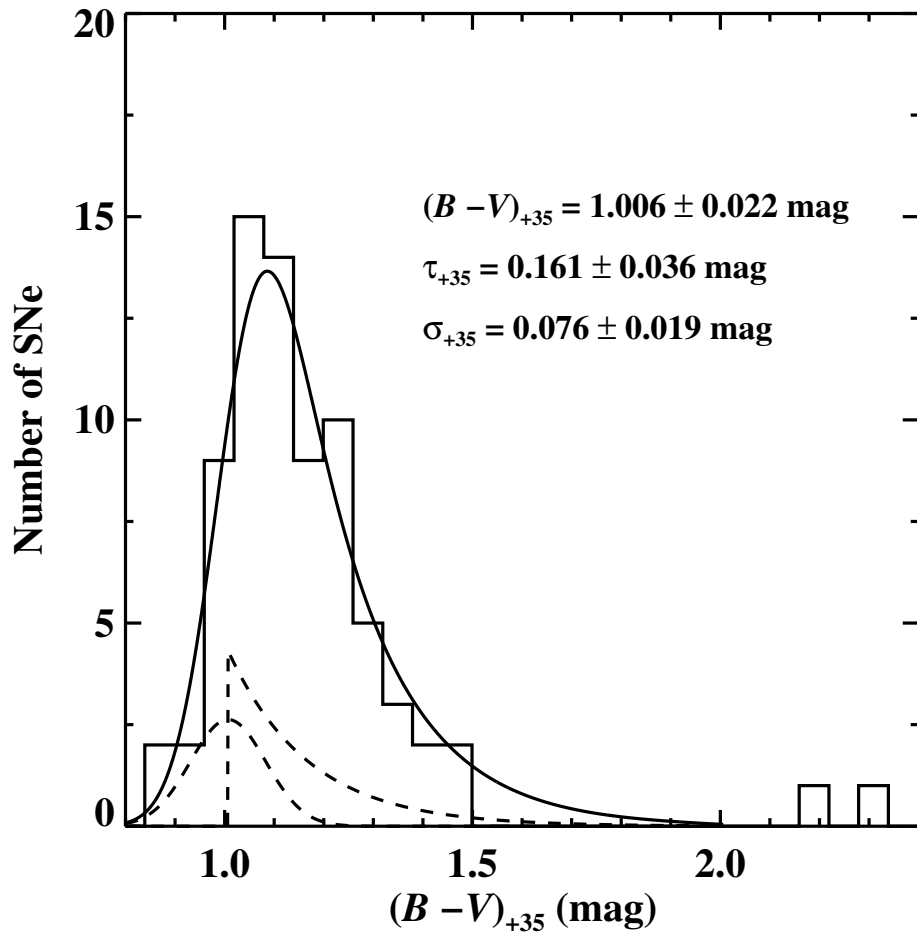 20
15
10
5
0
Number of SNe
(B −V)+35 = 1.006 ± 0.022 mag
τ+35 = 0.161 ± 0.036 mag
σ+35 = 0.076 ± 0.019 mag
1.0 1.5 2.0
(B −V)+35 (mag)